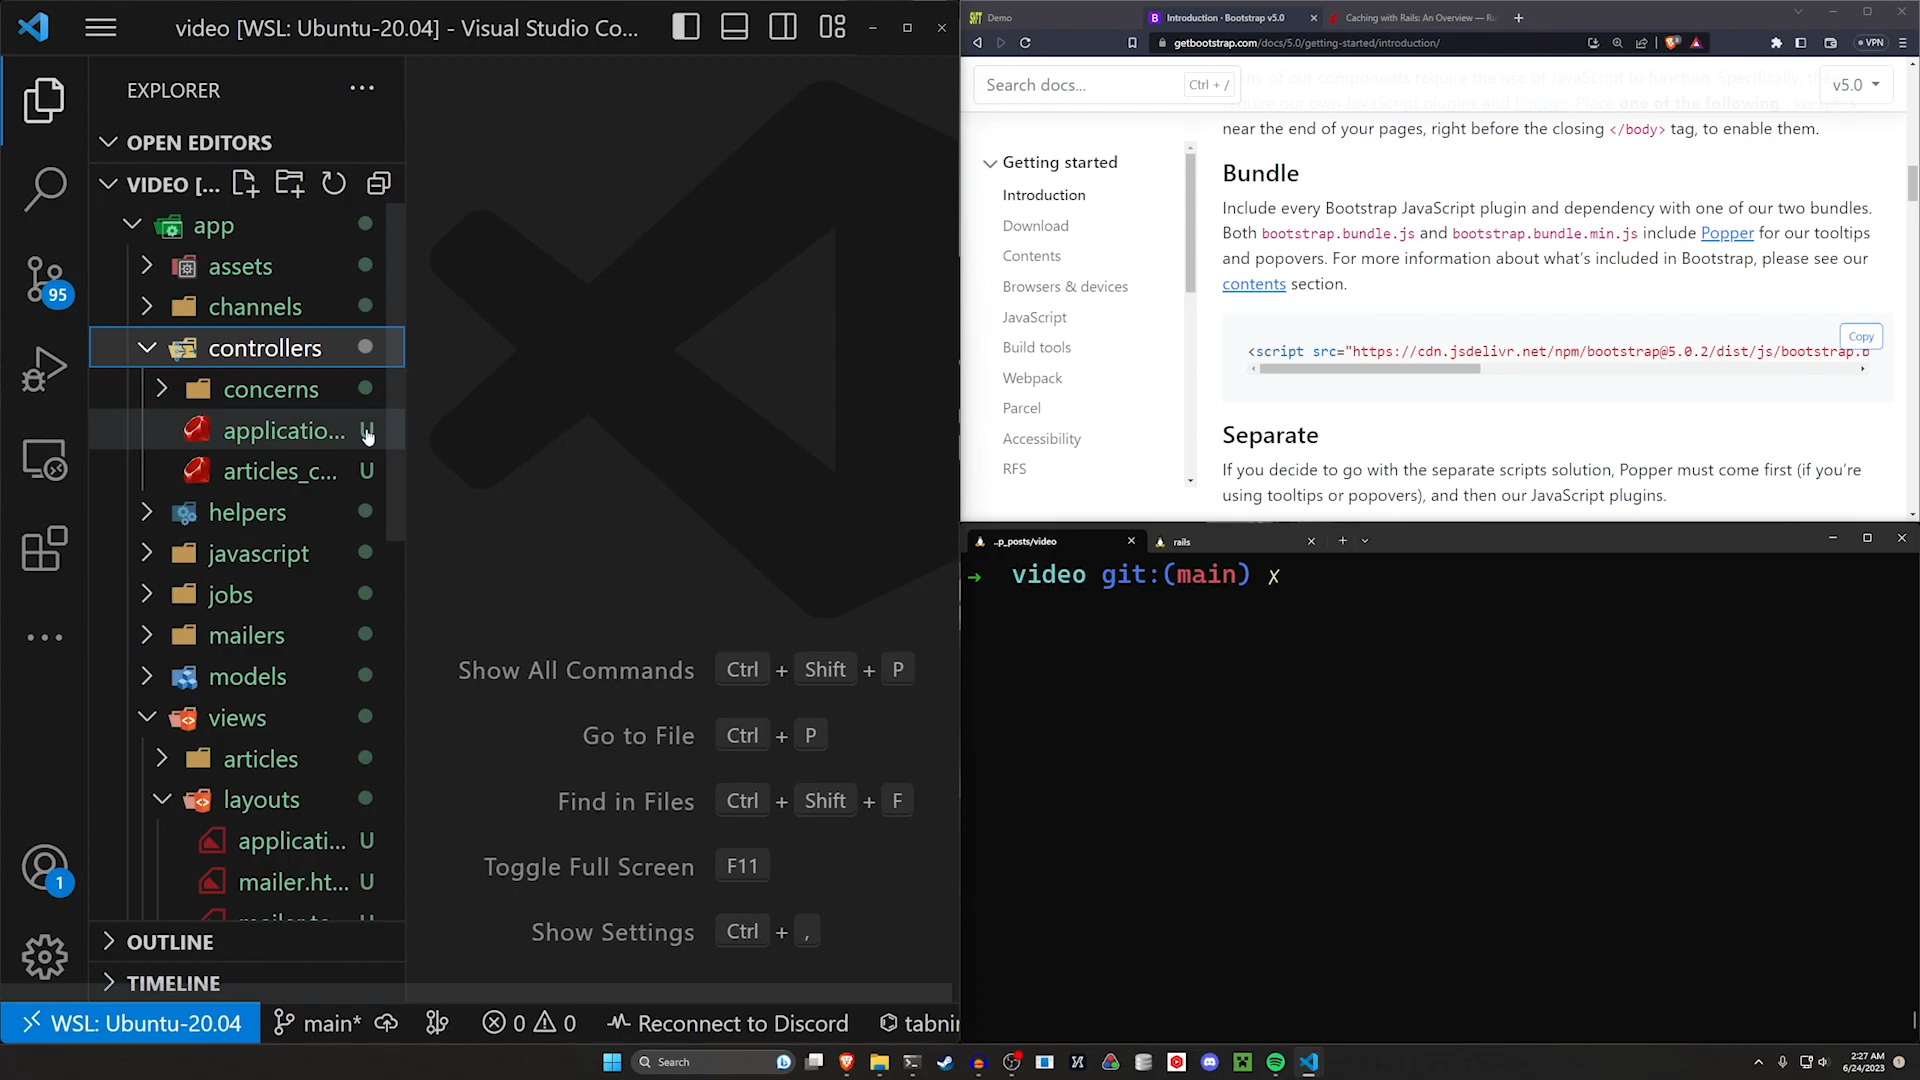 video [WSL: Ubuntu-20.04] - Visual Studio Co...
EXPLORER
OPEN EDITORS
VIDEO [...
app
assets
channels
controllers
concerns
applicatio... U
articles_c... U
helpers
javascript
jobs
mailers
models
views
articles
layouts
applicati... U
mailer.ht... U
OUTLINE
TIMELINE
95
1
Show All Commands Ctrl + Shift + P
Go to File Ctrl + P
Find in Files Ctrl + Shift + F
Toggle Full Screen F11
Show Settings Ctrl + ,
WSL: Ubuntu-20.04 main* 0 0 Reconnect to Discord tabnin
Demo
Introduction · Bootstrap v5.0
Caching with Rails: An Overview — Ru
getbootstrap.com/docs/5.0/getting-started/introduction/
VPN
Search docs... Ctrl + /
v5.0
near the end of your pages, right before the closing </body> tag, to enable them.
Getting started
Introduction
Download
Contents
Browsers & devices
JavaScript
Build tools
Webpack
Parcel
Accessibility
RFS
Bundle
Include every Bootstrap JavaScript plugin and dependency with one of our two bundles.
Both bootstrap.bundle.js and bootstrap.bundle.min.js include Popper for our tooltips
and popovers. For more information about what's included in Bootstrap, please see our
contents section.
Copy
<script src="https://cdn.jsdelivr.net/npm/bootstrap@5.0.2/dist/js/bootstrap.b
Separate
If you decide to go with the separate scripts solution, Popper must come first (if you're
using tooltips or popovers), and then our JavaScript plugins.
..p_posts/video
rails
→ video git:(main) x
Search
2:27 AM
6/24/2023